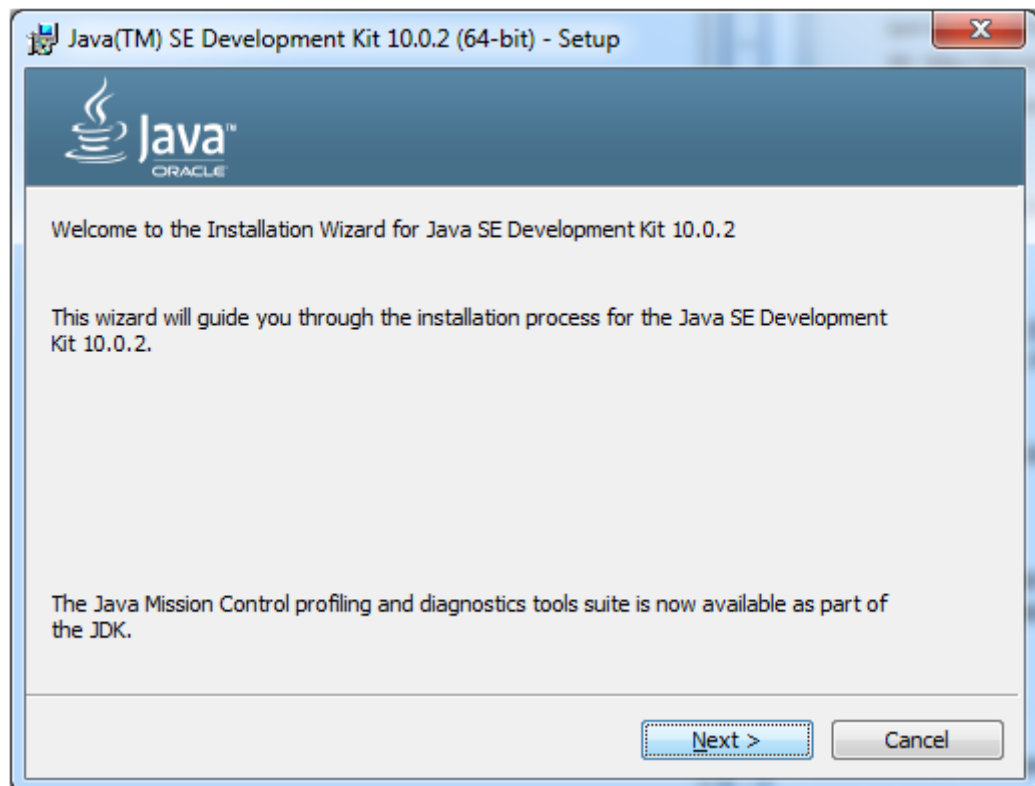 Java(TM) SE Development Kit 10.0.2 (64-bit) - Setup
Java™
ORACLE
Welcome to the Installation Wizard for Java SE Development Kit 10.0.2
This wizard will guide you through the installation process for the Java SE Development
Kit 10.0.2.
The Java Mission Control profiling and diagnostics tools suite is now available as part of
the JDK.
Next >
Cancel